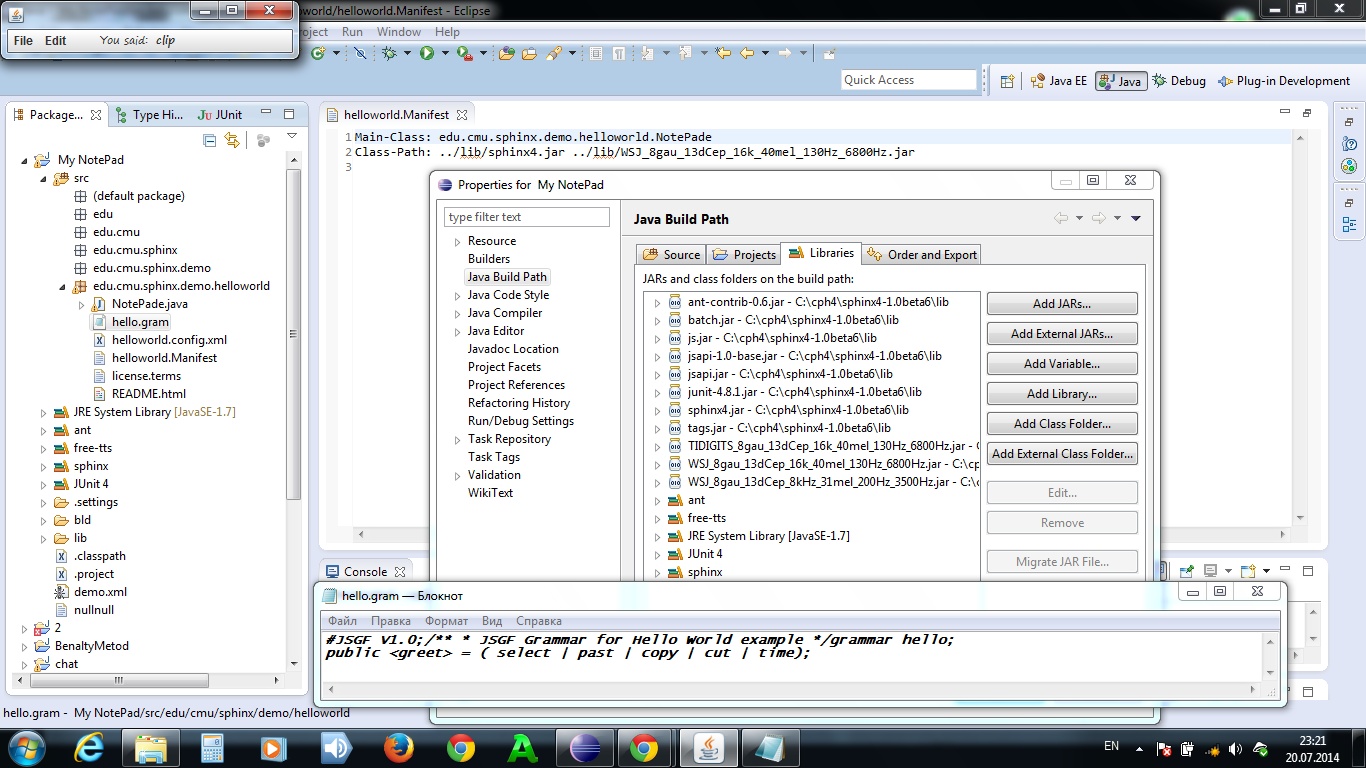 oworld/helloworld.Manifest - Eclipse
File Edit You said: clip
oject Run Window Help
Quick Access
Java EE Java Debug Plug-in Development
Package... Type Hi... JUnit
My NotePad
src
(default package)
edu
edu.cmu
edu.cmu.sphinx
edu.cmu.sphinx.demo
edu.cmu.sphinx.demo.helloworld
NotePade.java
hello.gram
helloworld.config.xml
helloworld.Manifest
license.terms
README.html
JRE System Library [JavaSE-1.7]
ant
free-tts
sphinx
JUnit 4
.settings
bld
lib
.classpath
.project
demo.xml
nullnull
2
BenaltyMetod
chat
helloworld.Manifest
1 Main-Class: edu.cmu.sphinx.demo.helloworld.NotePade
2 Class-Path: ../lib/sphinx4.jar ../lib/WSJ_8gau_13dCep_16k_40mel_130Hz_6800Hz.jar
3
Properties for My NotePad
type filter text
Resource
Builders
Java Build Path
Java Code Style
Java Compiler
Java Editor
Javadoc Location
Project Facets
Project References
Refactoring History
Run/Debug Settings
Task Repository
Task Tags
Validation
WikiText
Java Build Path
Source Projects Libraries Order and Export
JARs and class folders on the build path:
ant-contrib-0.6.jar - C:\cph4\sphinx4-1.0beta6\lib
batch.jar - C:\cph4\sphinx4-1.0beta6\lib
js.jar - C:\cph4\sphinx4-1.0beta6\lib
jsapi-1.0-base.jar - C:\cph4\sphinx4-1.0beta6\lib
jsapi.jar - C:\cph4\sphinx4-1.0beta6\lib
junit-4.8.1.jar - C:\cph4\sphinx4-1.0beta6\lib
sphinx4.jar - C:\cph4\sphinx4-1.0beta6\lib
tags.jar - C:\cph4\sphinx4-1.0beta6\lib
TIDIGITS_8gau_13dCep_16k_40mel_130Hz_6800Hz.jar - C
WSJ_8gau_13dCep_16k_40mel_130Hz_6800Hz.jar - C:\cp
WSJ_8gau_13dCep_8kHz_31mel_200Hz_3500Hz.jar - C:\c
ant
free-tts
JRE System Library [JavaSE-1.7]
JUnit 4
sphinx
Add JARs...
Add External JARs...
Add Variable...
Add Library...
Add Class Folder...
Add External Class Folder...
Edit...
Remove
Migrate JAR File...
Console
hello.gram — Блокнот
Файл Правка Формат Вид Справка
#JSGF V1.0;/** * JSGF Grammar for Hello World example */grammar hello;
public <greet> = ( select | past | copy | cut | time);
hello.gram - My NotePad/src/edu/cmu/sphinx/demo/helloworld
EN
23:21
20.07.2014